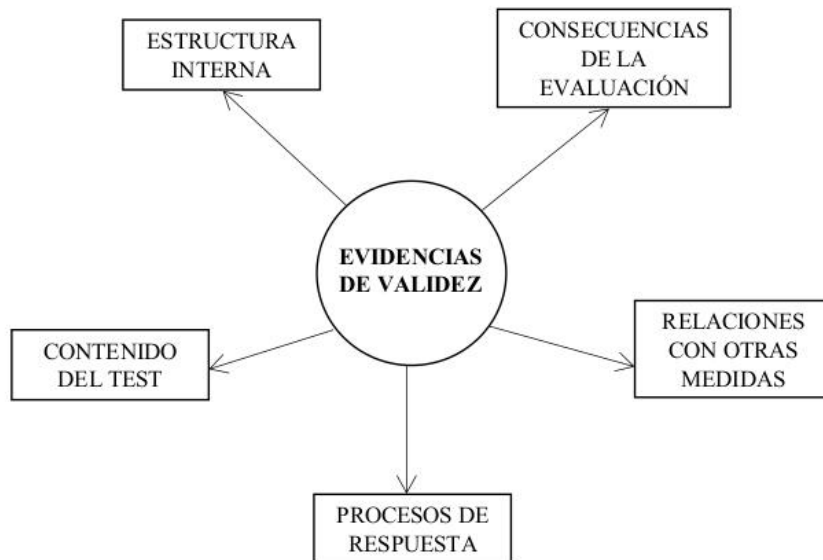 ESTRUCTURA
INTERNA
CONSECUENCIAS
DE LA
EVALUACIÓN
EVIDENCIAS
DE VALIDEZ
CONTENIDO
DEL TEST
RELACIONES
CON OTRAS
MEDIDAS
PROCESOS DE
RESPUESTA